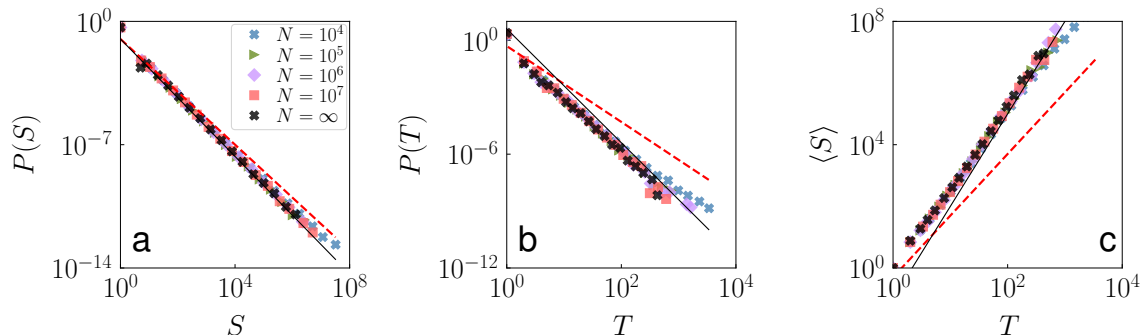 10^0
10^-7
10^-14
P(S)
N = 10^4
N = 10^5
N = 10^6
N = 10^7
N = ∞
a
10^0 10^4 10^8
S
10^0
10^-6
10^-12
P(T)
b
10^0 10^2 10^4
T
10^8
10^4
10^0
⟨S⟩
c
10^0 10^2 10^4
T